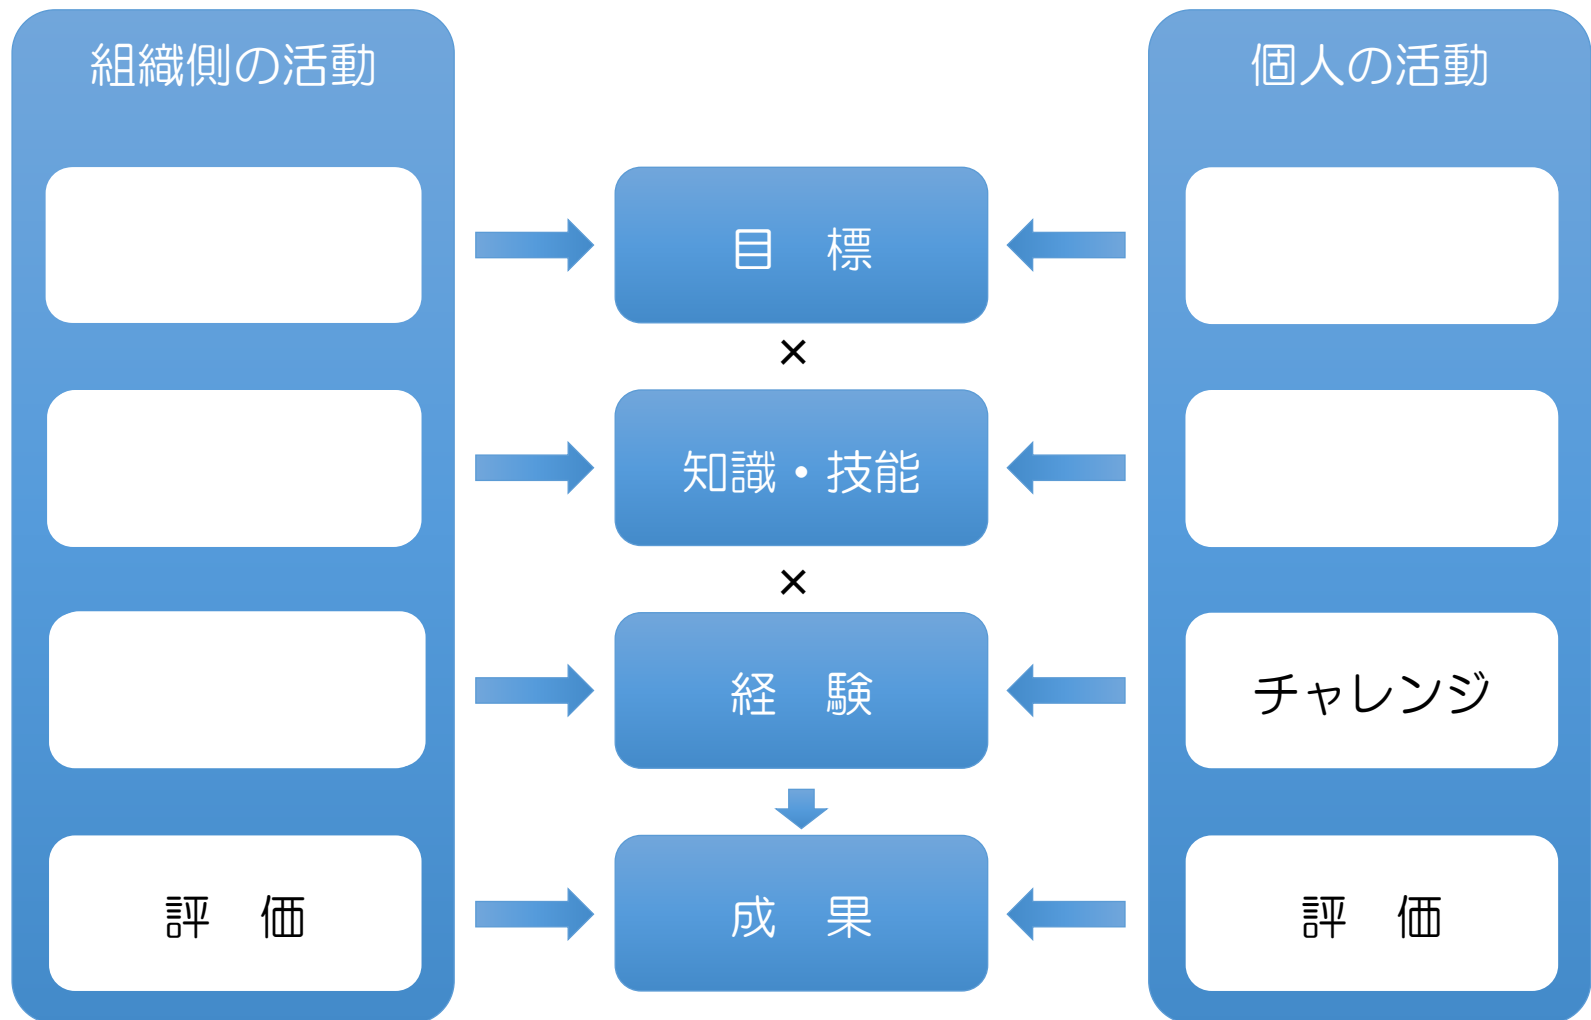 組織側の活動
個人の活動
目　標
×
知識・技能
×
経　験
チャレンジ
評　価
成　果
評　価